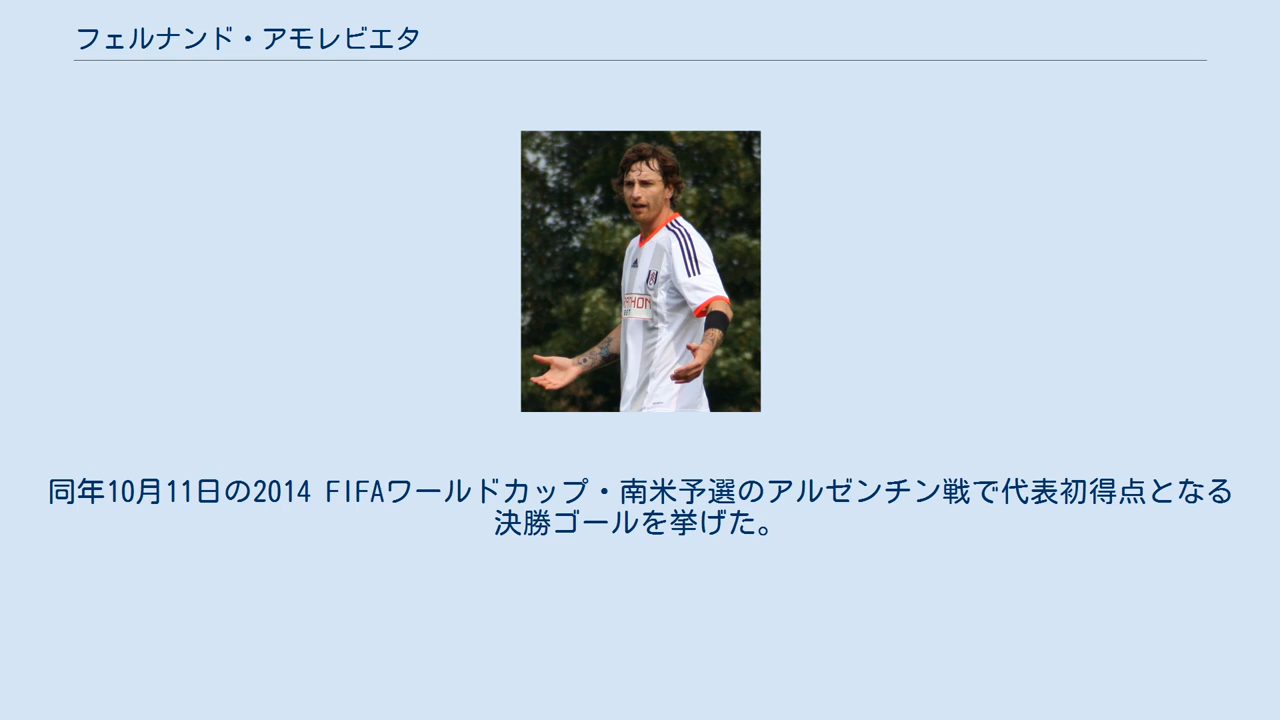 フェルナンド・アモレビエタ
同年10月11日の2014 FIFAワールドカップ・南米予選のアルゼンチン戦で代表初得点となる
決勝ゴールを挙げた。